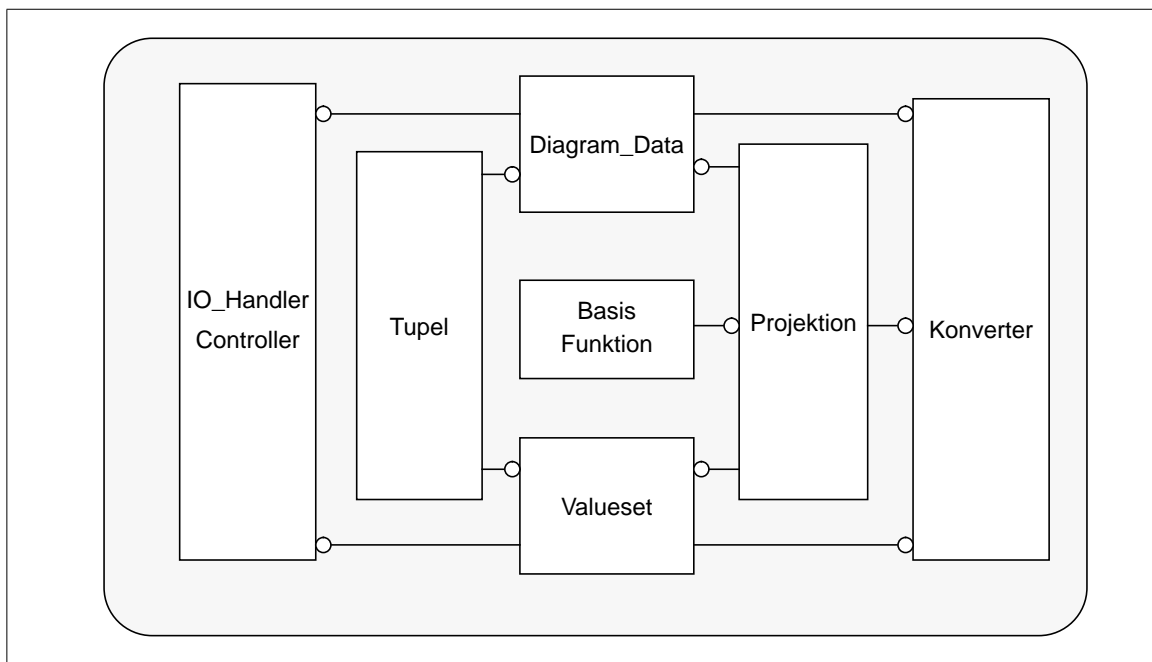 IO_Handler
Controller
Tupel
Diagram_Data
Basis
Funktion
Valueset
Projektion
Konverter